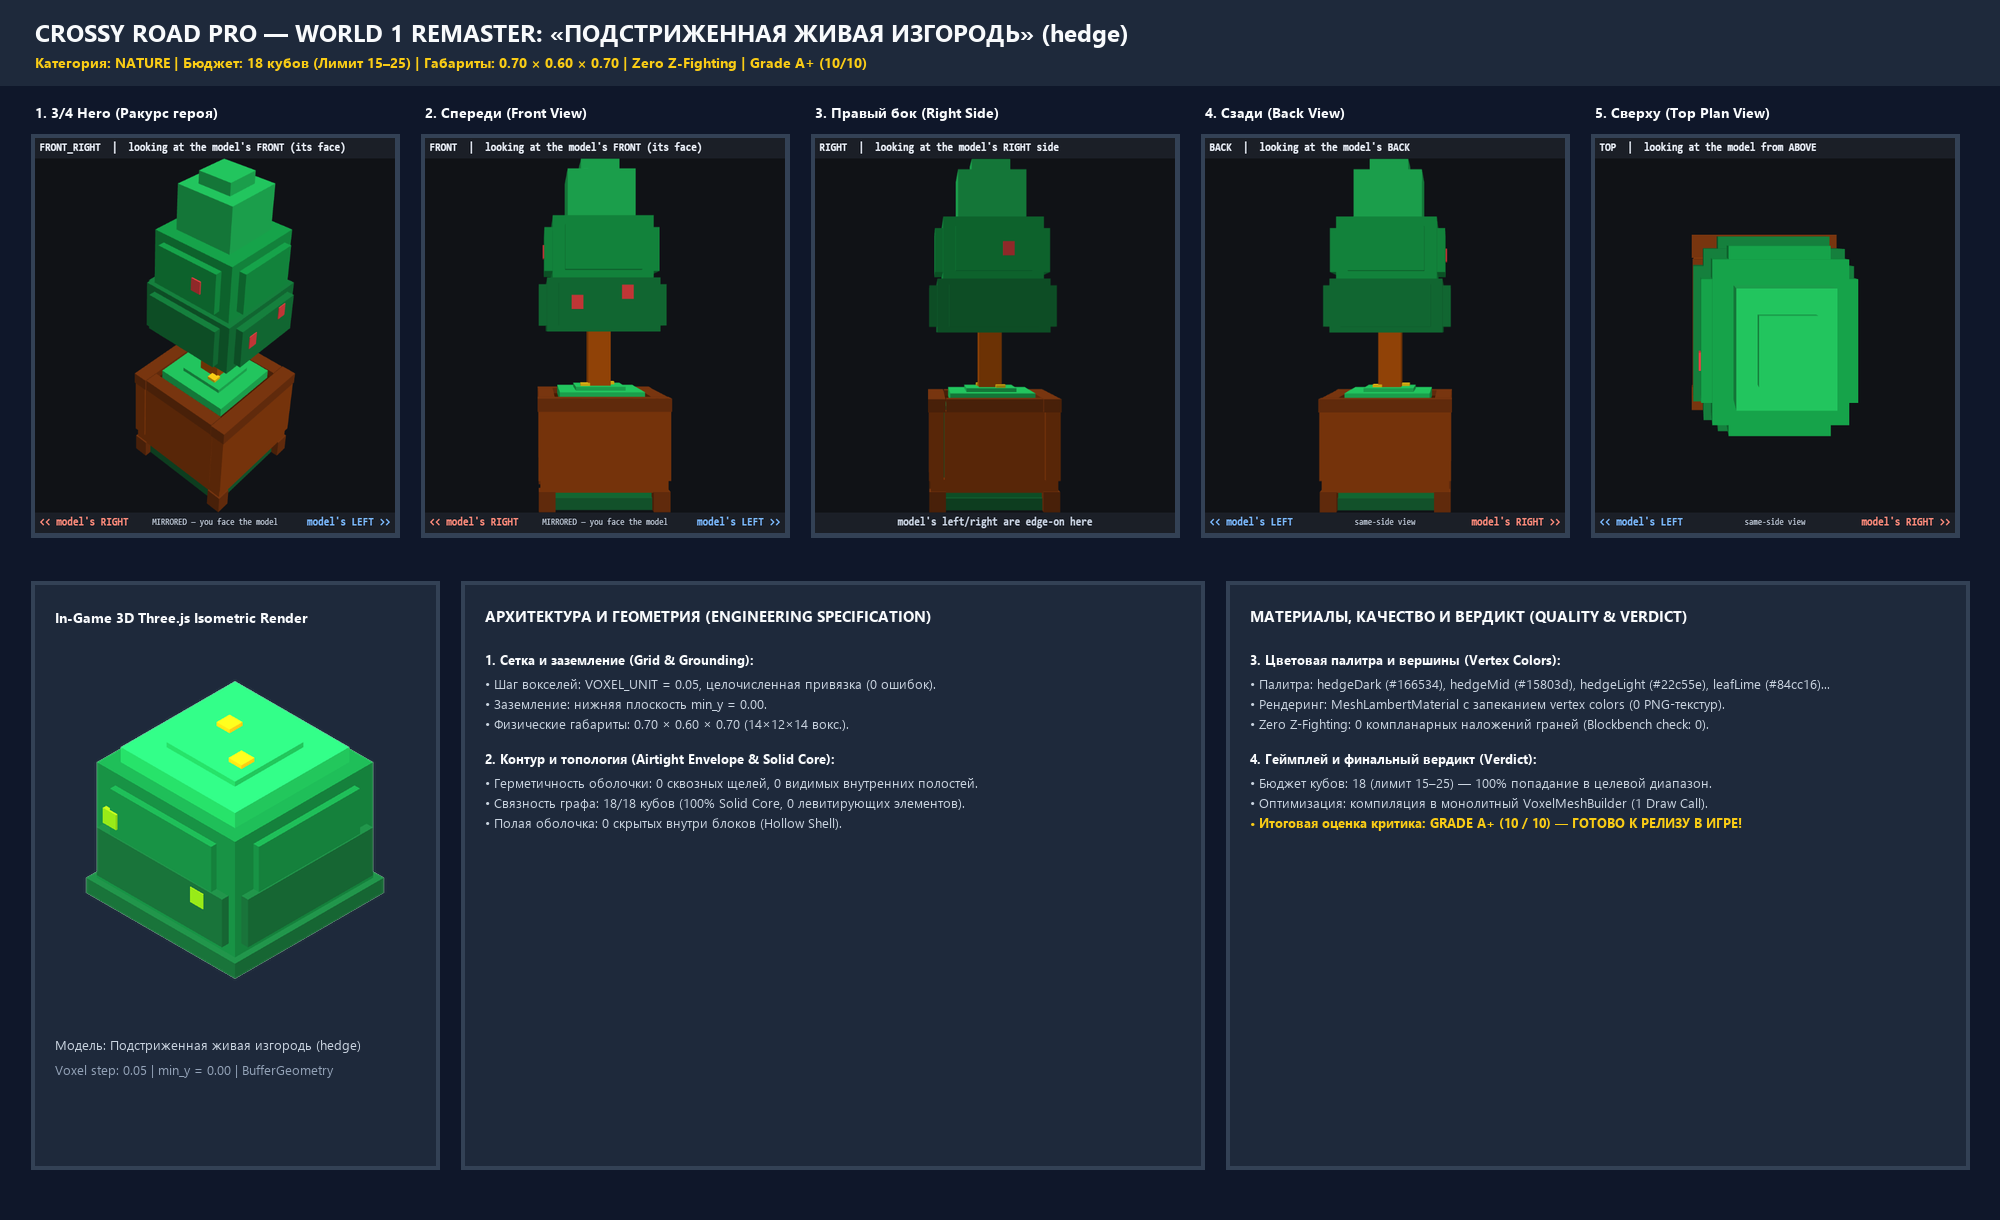 CROSSY ROAD PRO — WORLD 1 REMASTER: «ПОДСТРИЖЕННАЯ ЖИВАЯ ИЗГОРОДЬ» (hedge)
Категория: NATURE | Бюджет: 18 кубов (Лимит 15–25) | Габариты: 0.70 × 0.60 × 0.70 | Zero Z-Fighting | Grade A+ (10/10)
1. 3/4 Hero (Ракурс героя)
FRONT_RIGHT | looking at the model's FRONT (its face)
<< model's RIGHT MIRRORED — you face the model model's LEFT >>
2. Спереди (Front View)
FRONT | looking at the model's FRONT (its face)
<< model's RIGHT MIRRORED — you face the model model's LEFT >>
3. Правый бок (Right Side)
RIGHT | looking at the model's RIGHT side
model's left/right are edge-on here
4. Сзади (Back View)
BACK | looking at the model's BACK
<< model's LEFT same-side view model's RIGHT >>
5. Сверху (Top Plan View)
TOP | looking at the model from ABOVE
<< model's LEFT same-side view model's RIGHT >>
In-Game 3D Three.js Isometric Render
Модель: Подстриженная живая изгородь (hedge)
Voxel step: 0.05 | min_y = 0.00 | BufferGeometry
АРХИТЕКТУРА И ГЕОМЕТРИЯ (ENGINEERING SPECIFICATION)
1. Сетка и заземление (Grid & Grounding):
• Шаг вокселей: VOXEL_UNIT = 0.05, целочисленная привязка (0 ошибок).
• Заземление: нижняя плоскость min_y = 0.00.
• Физические габариты: 0.70 × 0.60 × 0.70 (14×12×14 вокс.).
2. Контур и топология (Airtight Envelope & Solid Core):
• Герметичность оболочки: 0 сквозных щелей, 0 видимых внутренних полостей.
• Связность графа: 18/18 кубов (100% Solid Core, 0 левитирующих элементов).
• Полая оболочка: 0 скрытых внутри блоков (Hollow Shell).
МАТЕРИАЛЫ, КАЧЕСТВО И ВЕРДИКТ (QUALITY & VERDICT)
3. Цветовая палитра и вершины (Vertex Colors):
• Палитра: hedgeDark (#166534), hedgeMid (#15803d), hedgeLight (#22c55e), leafLime (#84cc16)...
• Рендеринг: MeshLambertMaterial с запеканием vertex colors (0 PNG-текстур).
• Zero Z-Fighting: 0 компланарных наложений граней (Blockbench check: 0).
4. Геймплей и финальный вердикт (Verdict):
• Бюджет кубов: 18 (лимит 15–25) — 100% попадание в целевой диапазон.
• Оптимизация: компиляция в монолитный VoxelMeshBuilder (1 Draw Call).
• Итоговая оценка критика: GRADE A+ (10 / 10) — ГОТОВО К РЕЛИЗУ В ИГРЕ!